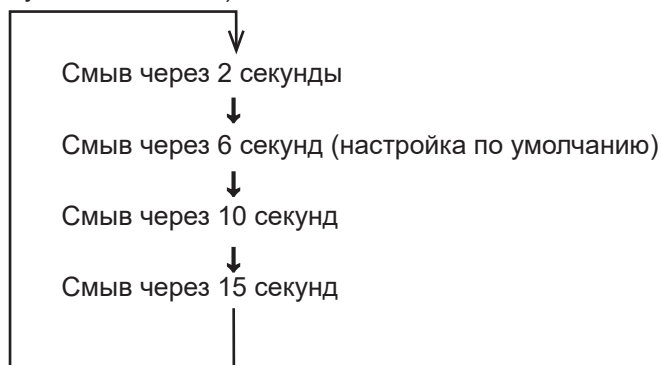 Смыв через 2 секунды
Смыв через 6 секунд (настройка по умолчанию)
Смыв через 10 секунд
Смыв через 15 секунд